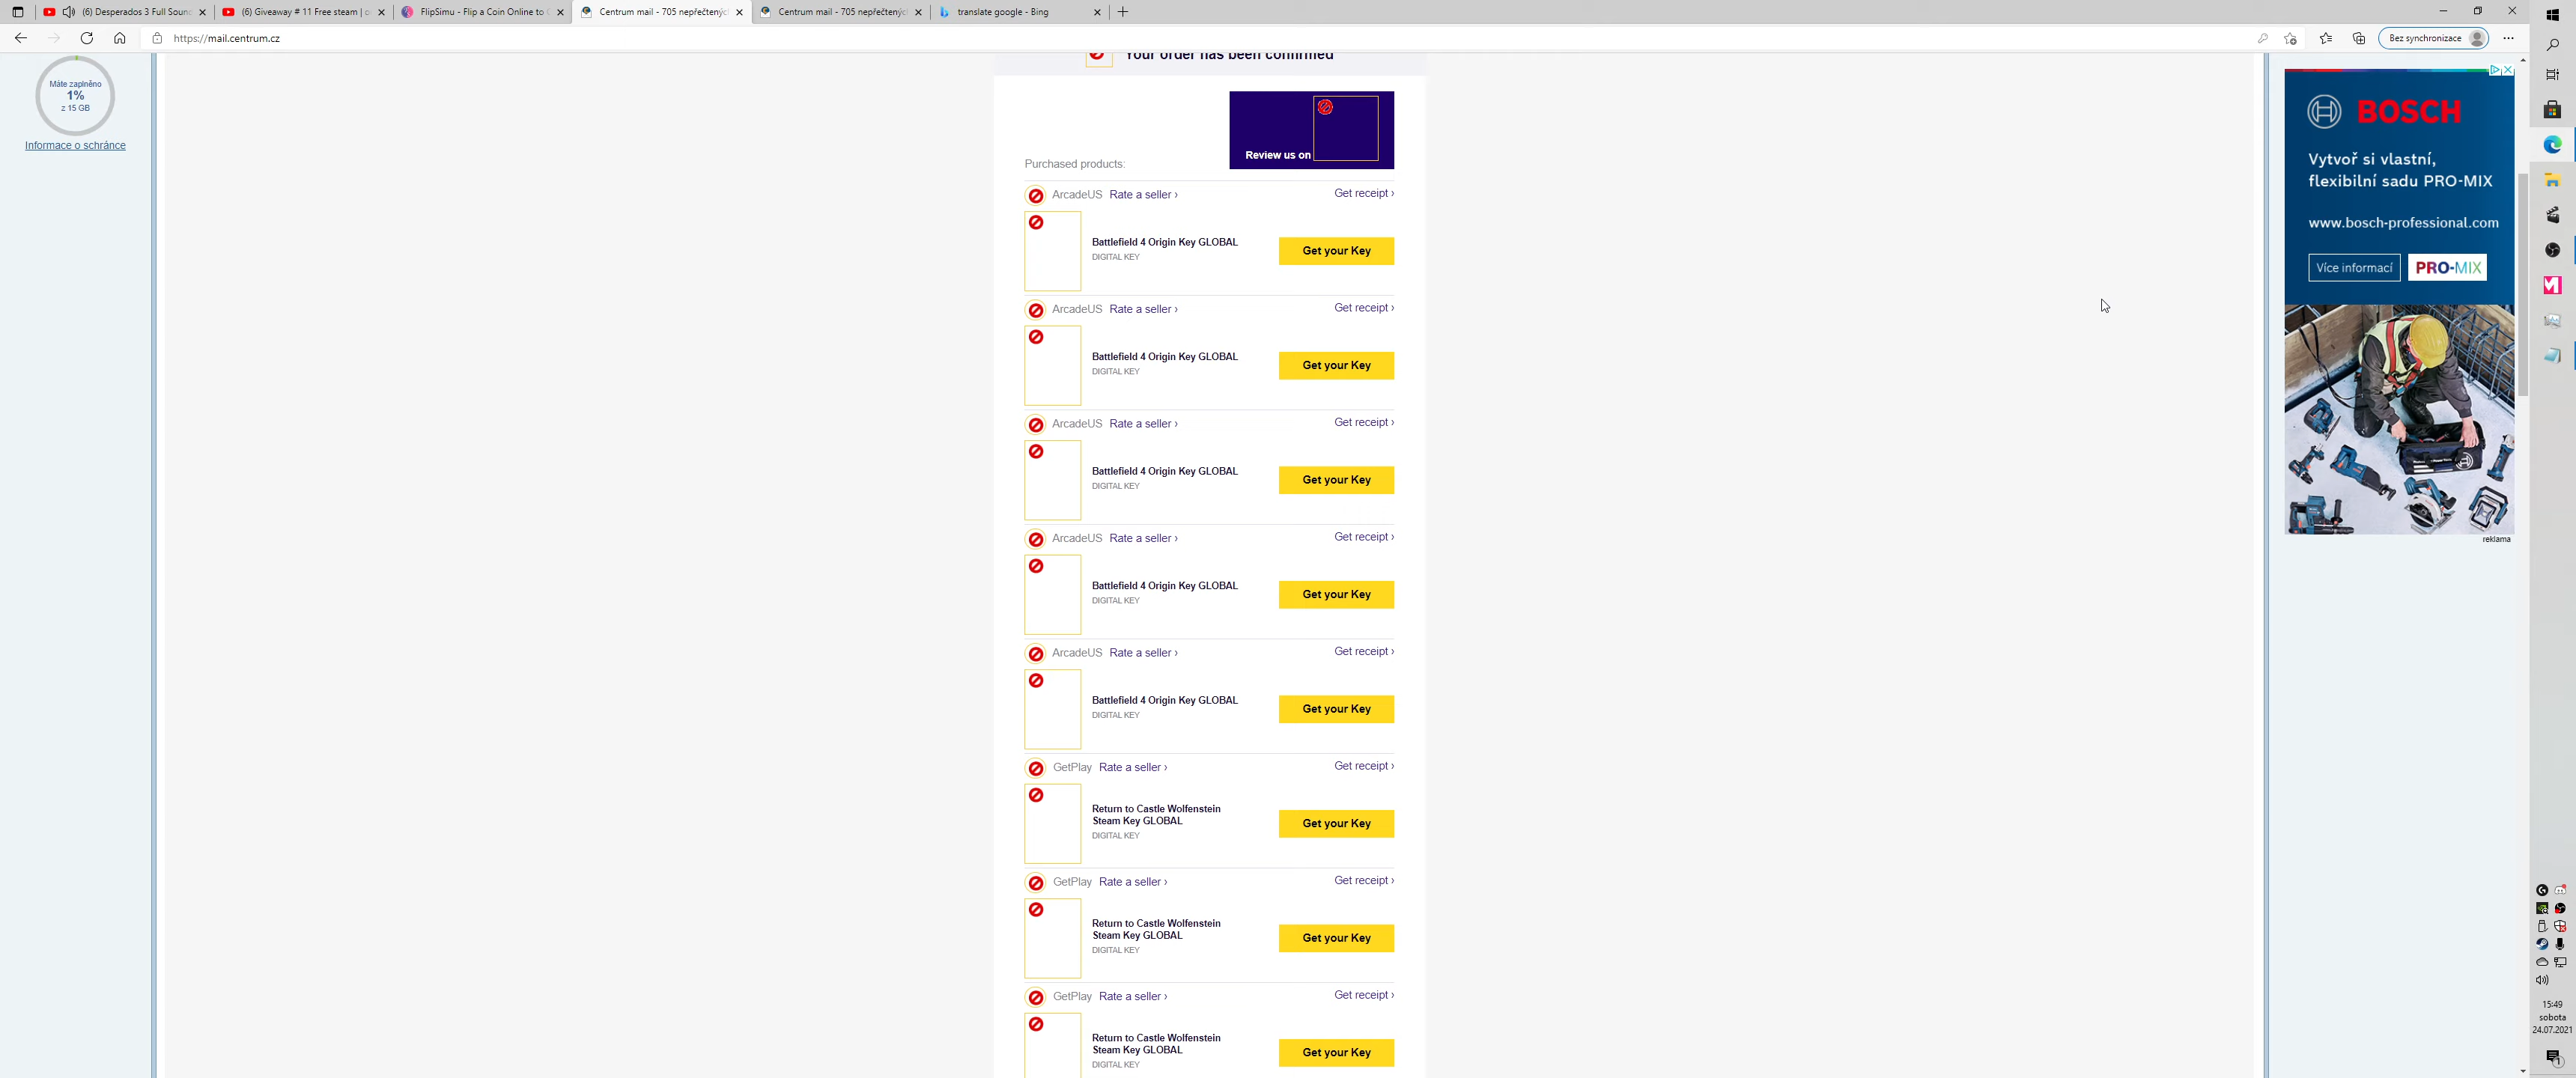 (6) Desperados 3 Full Soun
(6) Giveaway # 11 Free steam | o
FlipSimu - Flip a Coin Online to
Centrum mail - 705 nepřečtenýc
Centrum mail - 705 nepřečtenýc
translate google - Bing
https://mail.centrum.cz
Bez synchronizace
Máte zaplněno
1%
z 15 GB
Informace o schránce
Your order has been confirmed
Review us on
Purchased products:
ArcadeUS Rate a seller ›
Get receipt ›
Battlefield 4 Origin Key GLOBAL
DIGITAL KEY
Get your Key
ArcadeUS Rate a seller ›
Get receipt ›
Battlefield 4 Origin Key GLOBAL
DIGITAL KEY
Get your Key
ArcadeUS Rate a seller ›
Get receipt ›
Battlefield 4 Origin Key GLOBAL
DIGITAL KEY
Get your Key
ArcadeUS Rate a seller ›
Get receipt ›
Battlefield 4 Origin Key GLOBAL
DIGITAL KEY
Get your Key
ArcadeUS Rate a seller ›
Get receipt ›
Battlefield 4 Origin Key GLOBAL
DIGITAL KEY
Get your Key
GetPlay Rate a seller ›
Get receipt ›
Return to Castle Wolfenstein
Steam Key GLOBAL
DIGITAL KEY
Get your Key
GetPlay Rate a seller ›
Get receipt ›
Return to Castle Wolfenstein
Steam Key GLOBAL
DIGITAL KEY
Get your Key
GetPlay Rate a seller ›
Get receipt ›
Return to Castle Wolfenstein
Steam Key GLOBAL
DIGITAL KEY
Get your Key
BOSCH
Vytvoř si vlastní,
flexibilní sadu PRO-MIX
www.bosch-professional.com
Více informací
PRO-MIX
reklama
15:49
sobota
24.07.2021
1